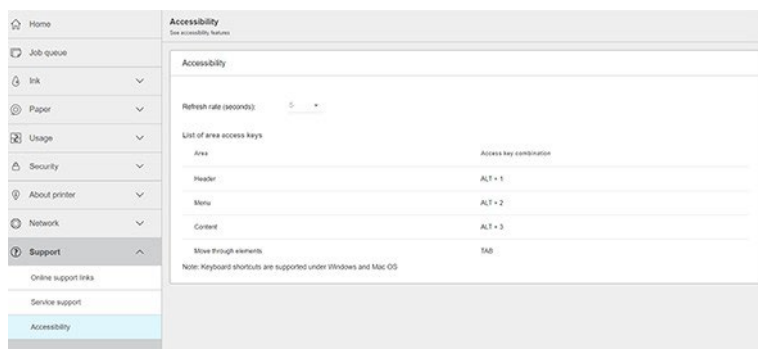 Home
Job queue
Ink
Paper
Usage
Security
About printer
Network
Support
Online support links
Service support
Accessibility
Accessibility
See accessibility features
Accessibility
Refresh rate (seconds): 5
List of area access keys
Area Access key combination
Header ALT + 1
Menu ALT + 2
Content ALT + 3
Move through elements TAB
Note: Keyboard shortcuts are supported under Windows and Mac OS